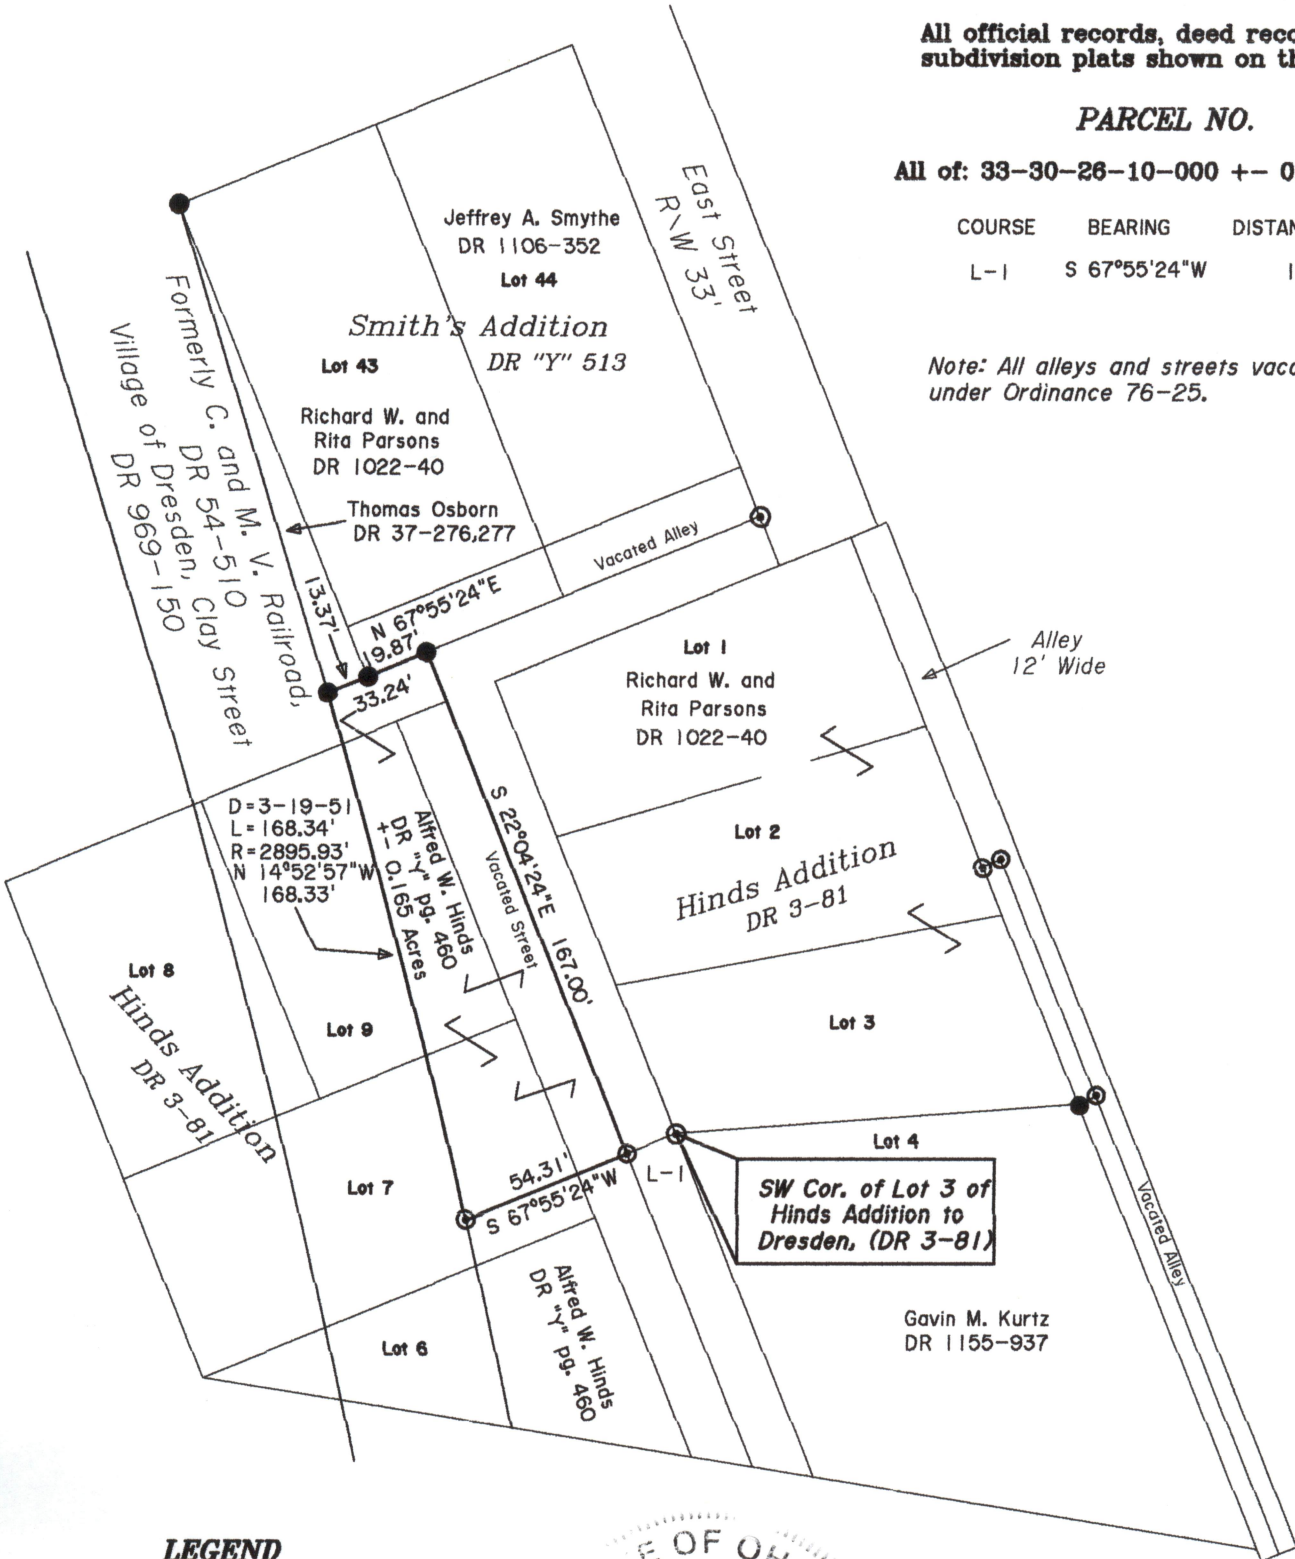 All official records, deed reco
subdivision plats shown on th
PARCEL NO.
All of: 33-30-26-10-000 +- 0
COURSE BEARING DISTAN
L-1 S 67°55'24"W 1
Note: All alleys and streets vaca
under Ordinance 76-25.
East Street
R\W 33'
Jeffrey A. Smythe
DR 1106-352
Lot 44
Smith's Addition
DR "Y" 513
Lot 43
Richard W. and
Rita Parsons
DR 1022-40
Thomas Osborn
DR 37-276,277
Formerly C. and M. V. Railroad,
DR 54-510
Village of Dresden, Clay Street
DR 969-150
Vacated Alley
13.37'
N 67°55'24"E
19.87'
33.24'
Lot 1
Richard W. and
Rita Parsons
DR 1022-40
Alley
12' Wide
D=3-19-51
L=168.34'
R=2895.93'
N 14°52'57"W
168.33'
Alfred W. Hinds
DR "Y" pg. 460
+- 0.165 Acres
Vacated Street
S 22°04'24"E 167.00'
Lot 2
Hinds Addition
DR 3-81
Lot 8
Hinds Addition
DR 3-81
Lot 9
Lot 3
Lot 7
54.31'
S 67°55'24"W
L-1
Lot 4
SW Cor. of Lot 3 of
Hinds Addition to
Dresden, (DR 3-81)
Vacated Alley
Lot 6
Alfred W. Hinds
DR "Y" pg. 460
Gavin M. Kurtz
DR 1155-937
LEGEND
E OF OH